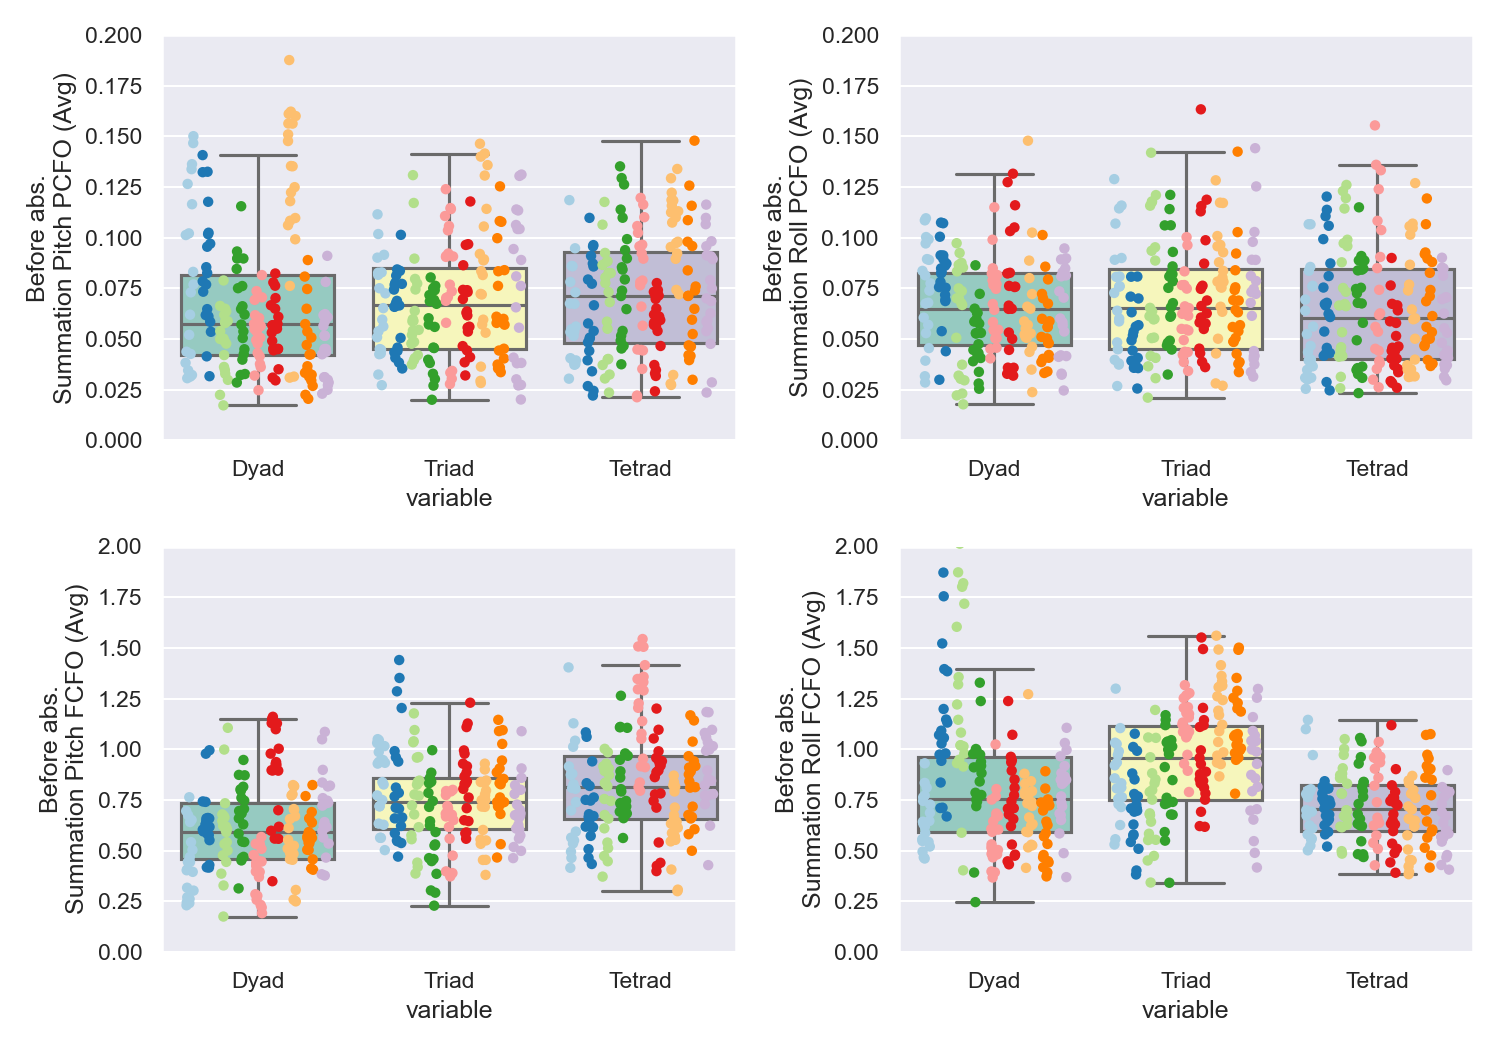 Before abs.
Summation Pitch PCFO (Avg)
0.200
0.175
0.150
0.125
0.100
0.075
0.050
0.025
0.000
Dyad Triad Tetrad
variable
Before abs.
Summation Roll PCFO (Avg)
0.200
0.175
0.150
0.125
0.100
0.075
0.050
0.025
0.000
Dyad Triad Tetrad
variable
Before abs.
Summation Pitch FCFO (Avg)
2.00
1.75
1.50
1.25
1.00
0.75
0.50
0.25
0.00
Dyad Triad Tetrad
variable
Before abs.
Summation Roll FCFO (Avg)
2.00
1.75
1.50
1.25
1.00
0.75
0.50
0.25
0.00
Dyad Triad Tetrad
variable